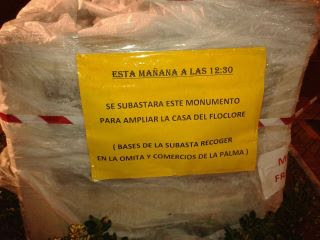 ESTA MAÑANA A LAS 12:30
SE SUBASTARA ESTE MONUMENTO
PARA AMPLIAR LA CASA DEL FLOCLORE
( BASES DE LA SUBASTA RECOGER
EN LA OMITA Y COMERCIOS DE LA PALMA )